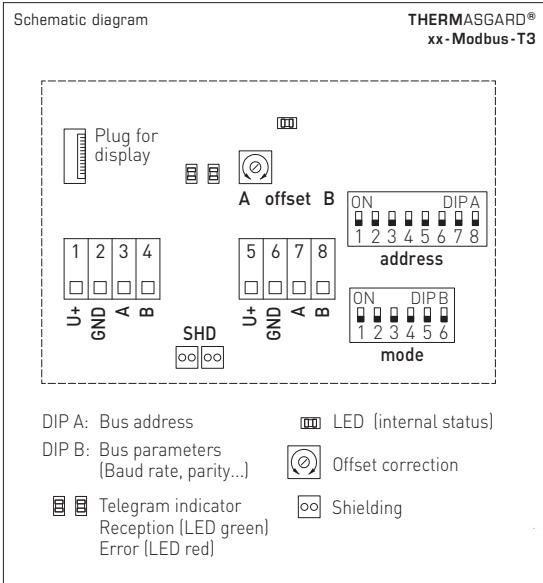 Schematic diagram
THERMASGARD®
xx-Modbus-T3
Plug for
display
A offset B
ON DIP A
1 2 3 4 5 6 7 8
address
1 2 3 4
U+ GND A B
5 6 7 8
U+ GND A B
SHD
ON DIP B
1 2 3 4 5 6
mode
DIP A: Bus address
DIP B: Bus parameters
(Baud rate, parity...)
Telegram indicator
Reception (LED green)
Error (LED red)
LED (internal status)
Offset correction
Shielding